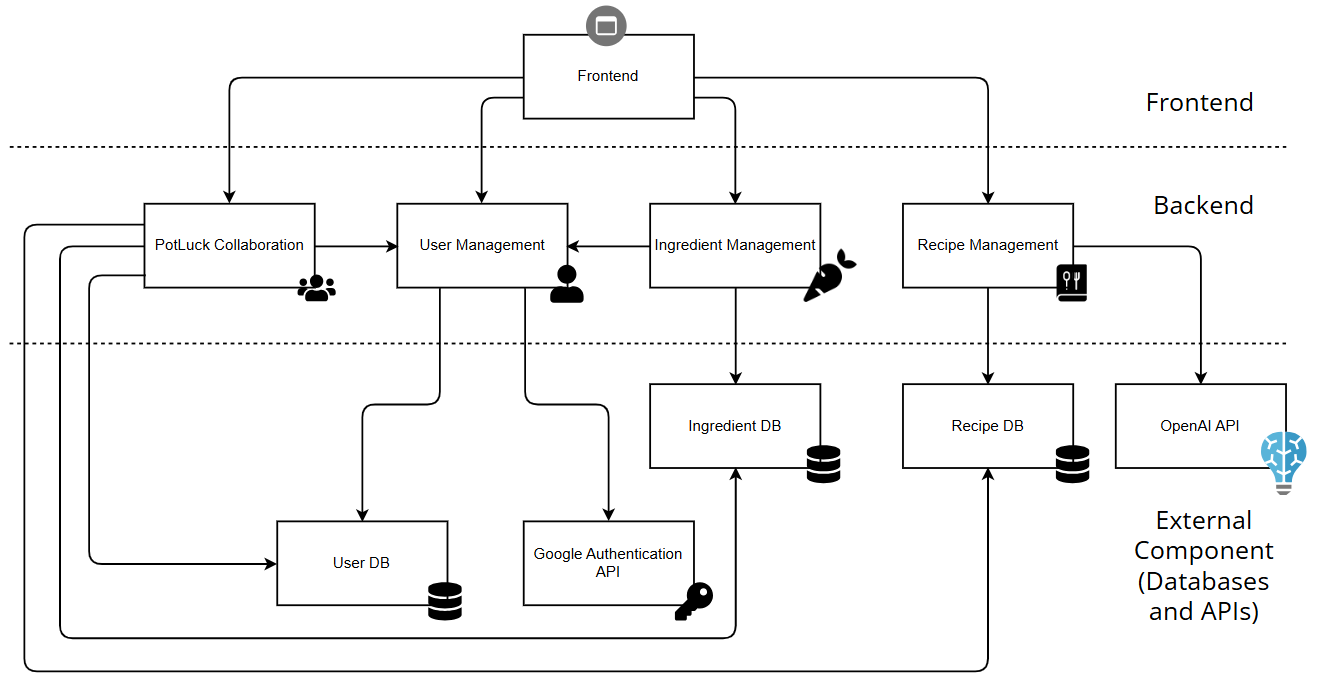 Frontend
Frontend
Backend
PotLuck Collaboration
User Management
Ingredient Management
Recipe Management
Ingredient DB
Recipe DB
OpenAI API
External
Component
(Databases
and APIs)
User DB
Google Authentication
API